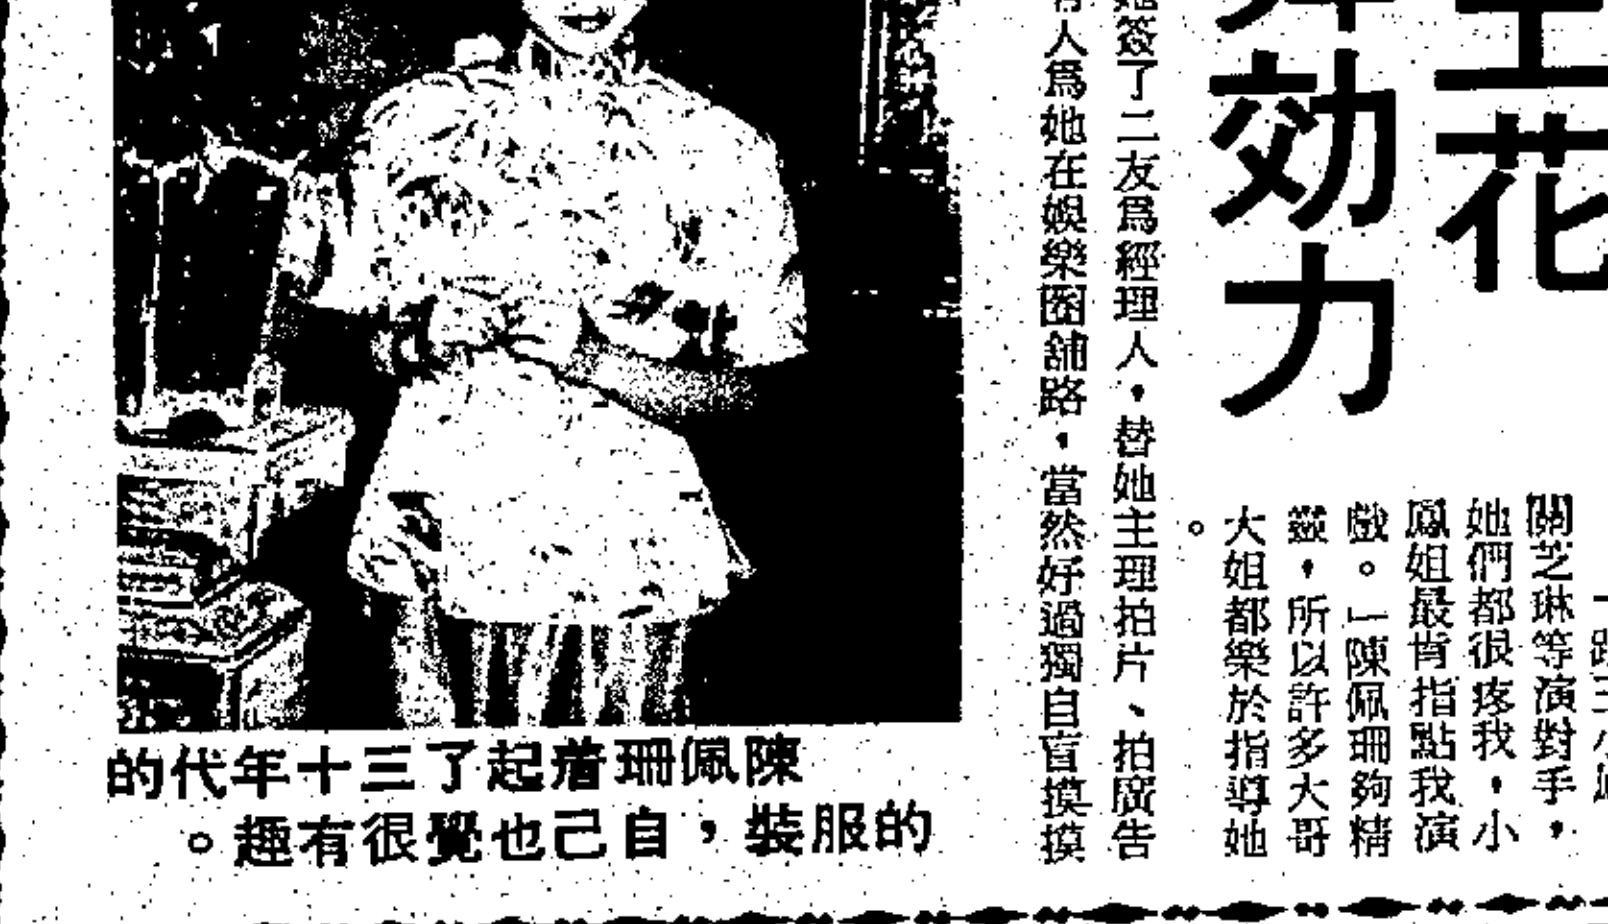 花
効力
關芝琳等演對手，
她們都很疼我，小
鳳姐最肯指點我演
戲。」陳佩珊夠精
靈，所以許多大哥
大姐都樂於指導她
。
簽了二友爲經理人，替她主理拍片、拍廣告
人爲她在娛樂圈舖路，當然好過獨自盲摸摸
陳佩珊着起了三十年代的
的服裝，自己也覺很有趣。